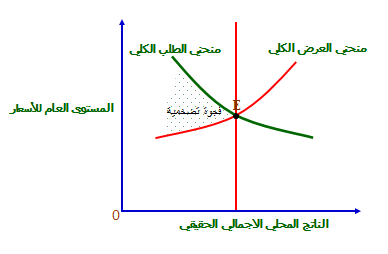 منحنى الطلب الكلي
منحنى العرض الكلي
المستوى العام للأسعار
فجوة تضخمية
E
0
الناتج المحلي الاجمالي الحقيقي